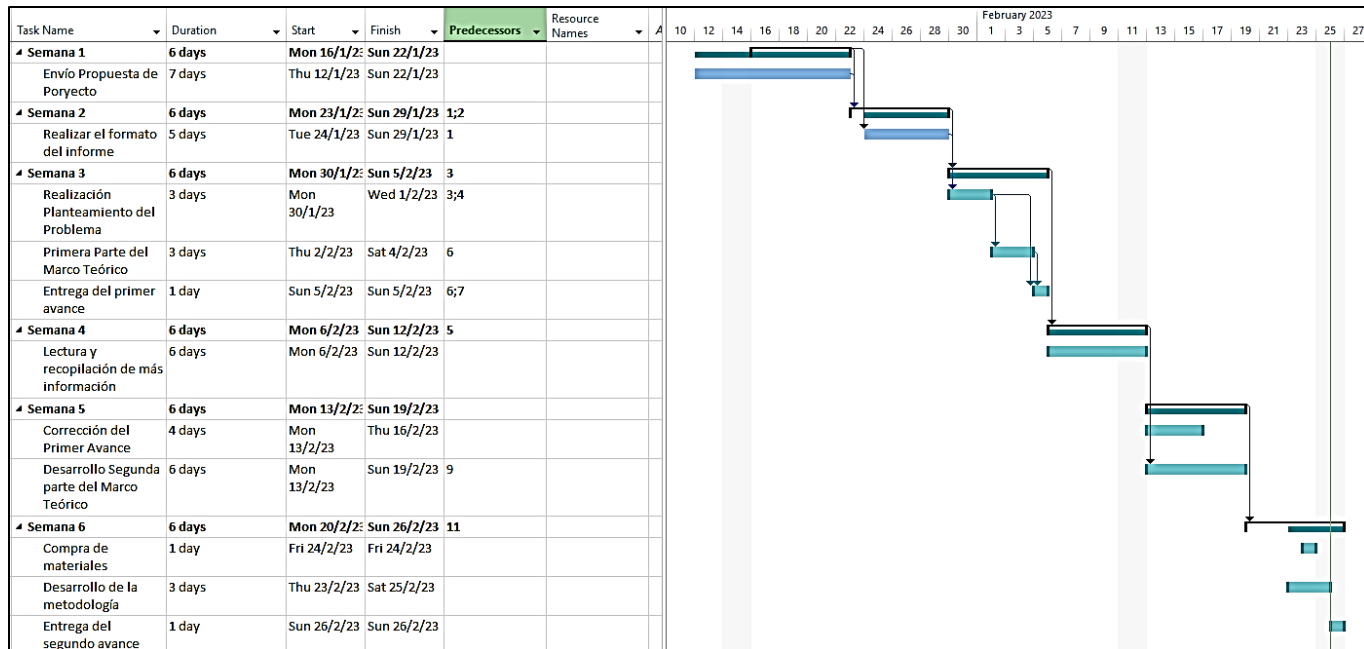 February 2023
Task Name Duration Start Finish Predecessors Resource Names A
10 12 14 16 18 20 22 24 26 28 30 1 3 5 7 9 11 13 15 17 19 21 23 25 27
Semana 1 6 days Mon 16/1/23 Sun 22/1/23
Envío Propuesta de 7 days Thu 12/1/23 Sun 22/1/23
Poryecto
Semana 2 6 days Mon 23/1/23 Sun 29/1/23 1;2
Realizar el formato 5 days Tue 24/1/23 Sun 29/1/23 1
del informe
Semana 3 6 days Mon 30/1/23 Sun 5/2/23 3
Realización 3 days Mon Wed 1/2/23 3;4
Planteamiento del 30/1/23
Problema
Primera Parte del 3 days Thu 2/2/23 Sat 4/2/23 6
Marco Teórico
Entrega del primer 1 day Sun 5/2/23 Sun 5/2/23 6;7
avance
Semana 4 6 days Mon 6/2/23 Sun 12/2/23 5
Lectura y 6 days Mon 6/2/23 Sun 12/2/23
recopilación de más
información
Semana 5 6 days Mon 13/2/23 Sun 19/2/23
Corrección del 4 days Mon Thu 16/2/23
Primer Avance 13/2/23
Desarrollo Segunda 6 days Mon Sun 19/2/23 9
parte del Marco 13/2/23
Teórico
Semana 6 6 days Mon 20/2/23 Sun 26/2/23 11
Compra de 1 day Fri 24/2/23 Fri 24/2/23
materiales
Desarrollo de la 3 days Thu 23/2/23 Sat 25/2/23
metodología
Entrega del 1 day Sun 26/2/23 Sun 26/2/23
segundo avance